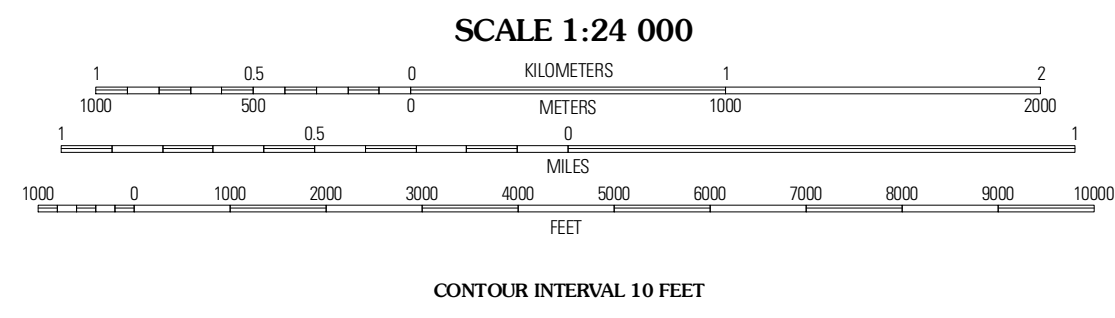 SCALE 1:24 000
1 0.5 0 KILOMETERS 1 2
1000 500 0 METERS 1000 2000
1 0.5 0 1
MILES
1000 0 1000 2000 3000 4000 5000 6000 7000 8000 9000 10000
FEET
CONTOUR INTERVAL 10 FEET